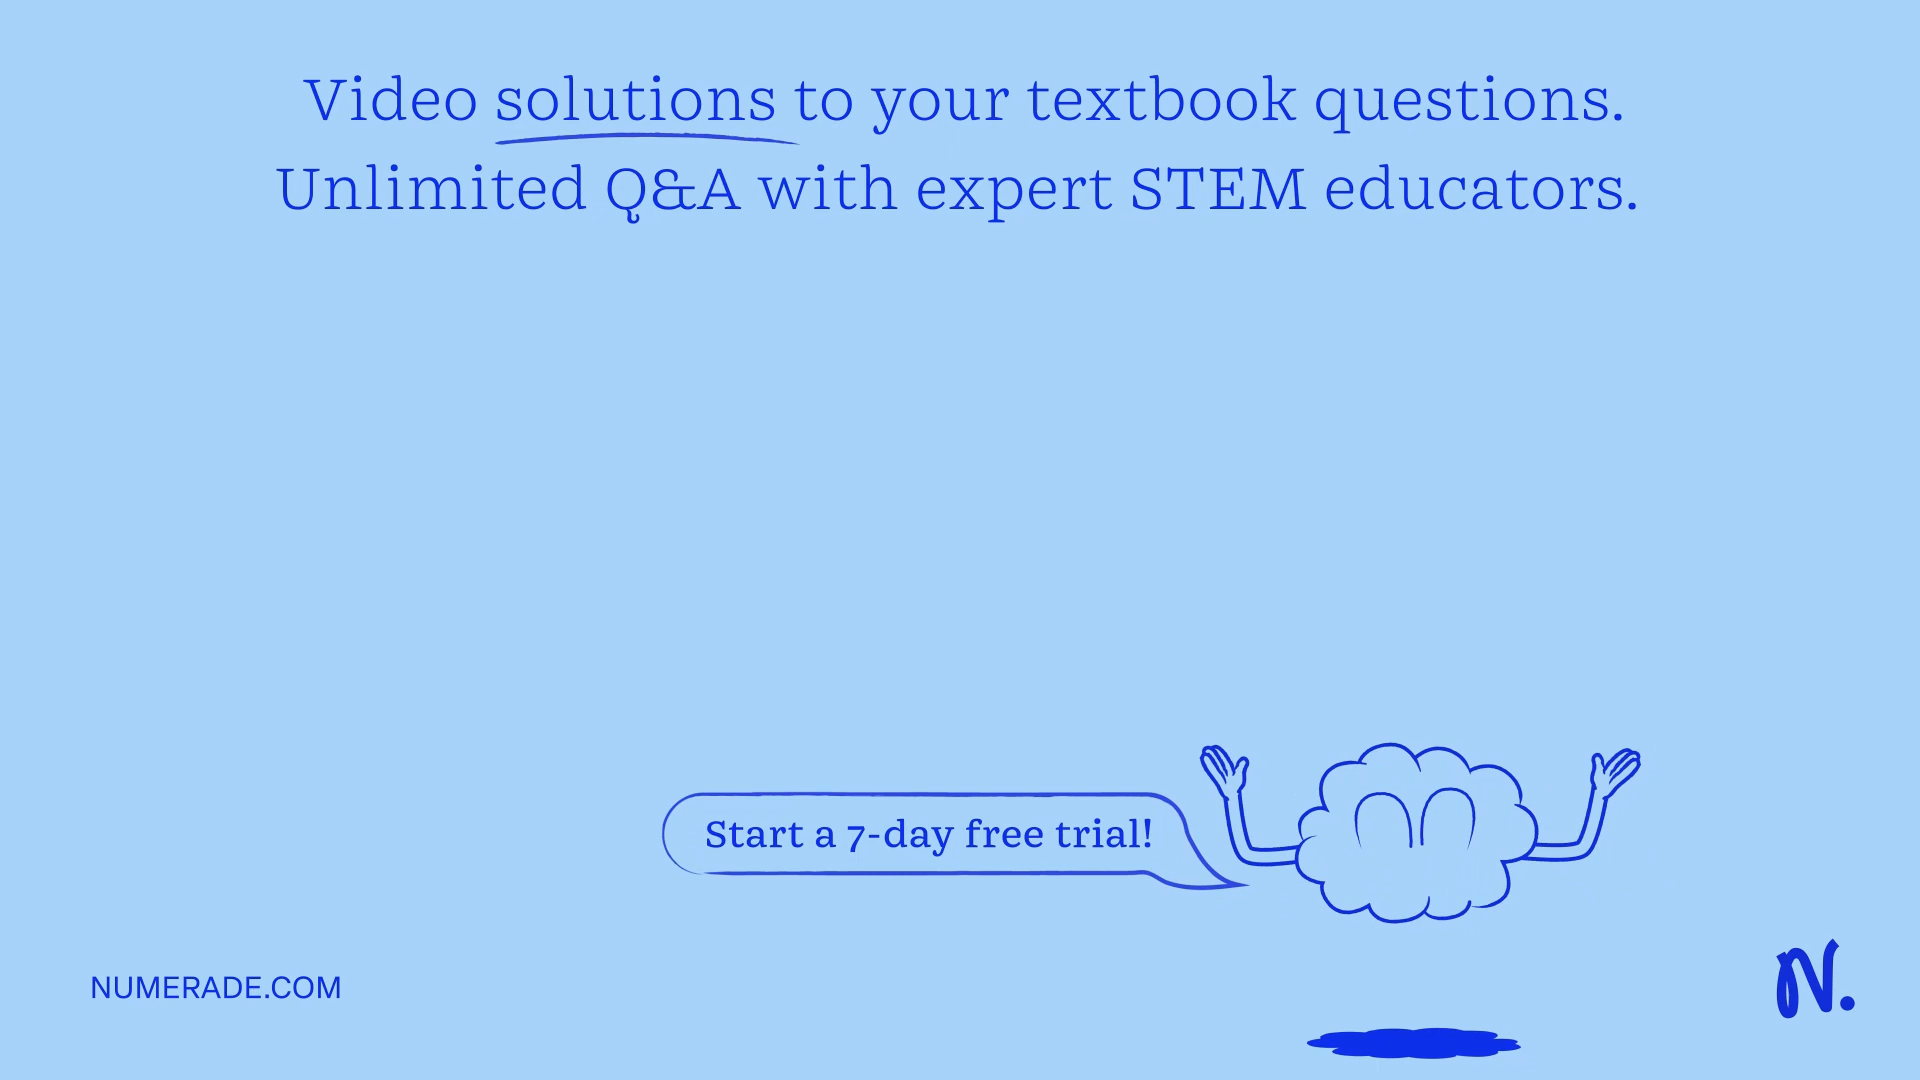 Video solutions to your textbook questions.
Unlimited Q&A with expert STEM educators.
Start a 7-day free trial!
NUMERADE.COM
N.